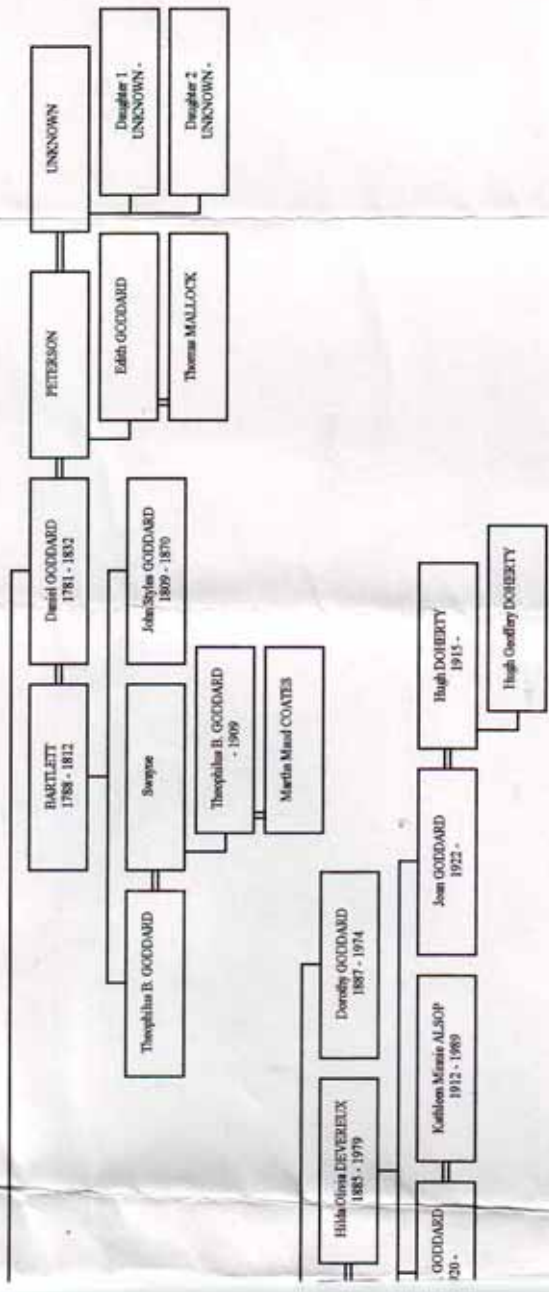 BARTLETT
1788 - 1812
Daniel GODDARD
1781 - 1832
PETERSON
UNKNOWN
Theophilus B. GODDARD
Swayne
John Styles GODDARD
1809 - 1870
Edith GODDARD
Daughter 1
UNKNOWN -
Thomas MALLOCK
Daughter 2
UNKNOWN -
Theophilus B. GODDARD
- 1909
Maud COATES
Hilda Olivia DEVEREUX
1885 - 1979
Dorothy GODDARD
1887 - 1974
GODDARD
920 -
Kathleen Minnie ALSOP
1912 - 1989
Joan GODDARD
1922 -
Hugh DOHERTY
1915 -
Hugh Geoffery DOHERTY